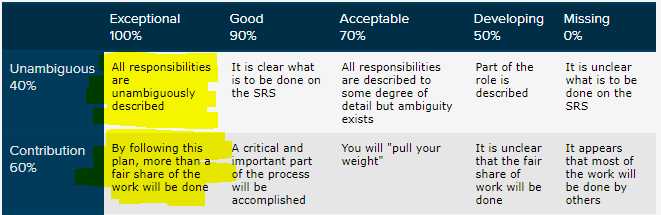 Exceptional Good Acceptable Developing Missing
100% 90% 70% 50% 0%
Unambiguous
40%
All responsibilities
are
unambiguously
described
It is clear what
is to be done on
the SRS
All responsibilities
are described to
some degree of
detail but ambiguity
exists
Part of the
role is
described
It is unclear
what is to be
done on the
SRS
Contribution
60%
By following this
plan, more than a
fair share of the
work will be done
A critical and
important part
of the process
will be
accomplished
You will "pull your
weight"
It is unclear
that the fair
share of
work will be
done
It appears
that most of
the work will
be done by
others